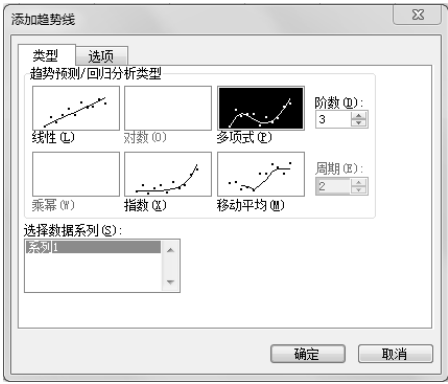 添加趋势线
类型 选项
趋势预测/回归分析类型
线性(L) 对数(O) 多项式(P) 阶数(D):
3
乘幂(W) 指数(X) 移动平均(M) 周期(E):
2
选择数据系列(S):
系列1
确定 取消